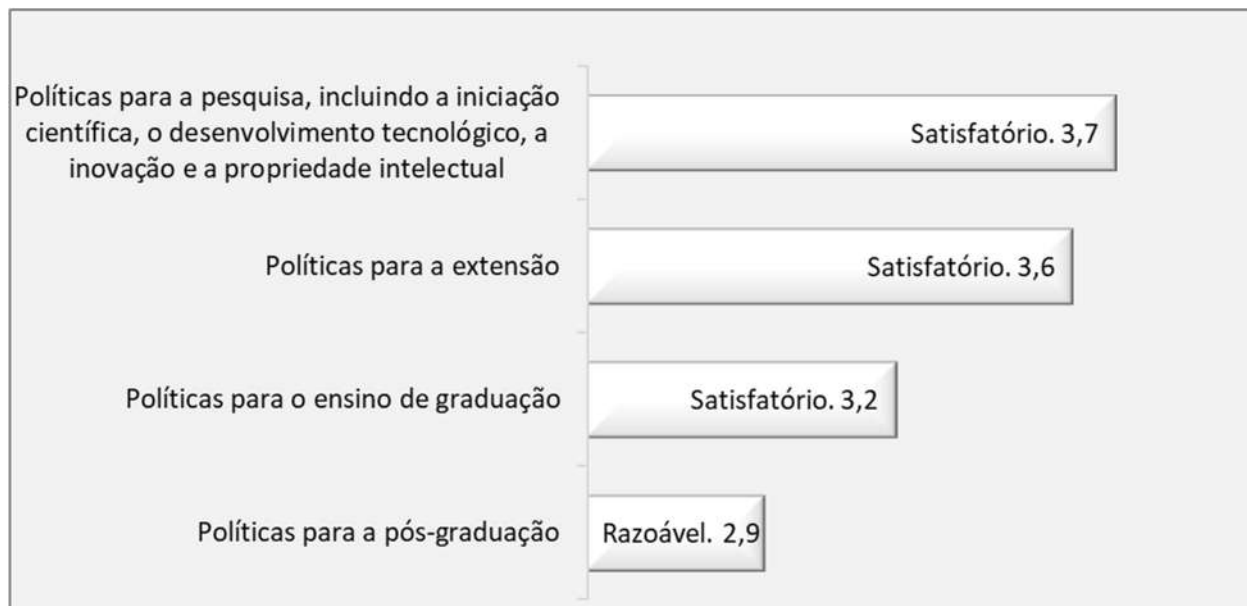 Políticas para a pesquisa, incluindo a iniciação
científica, o desenvolvimento tecnológico, a
inovação e a propriedade intelectual
Satisfatório. 3,7
Políticas para a extensão
Satisfatório. 3,6
Políticas para o ensino de graduação
Satisfatório. 3,2
Políticas para a pós-graduação
Razoável. 2,9